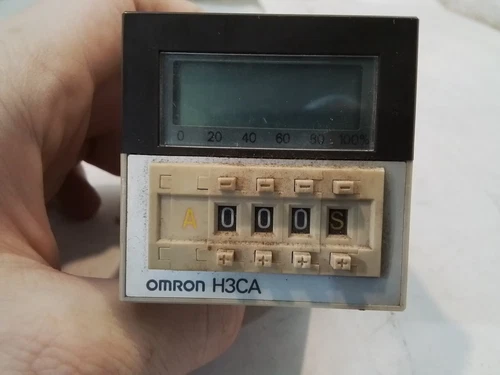 0 20 40 60 80 100%
- - - -
A 0 0 0 S
+ + + +
omron H3CA